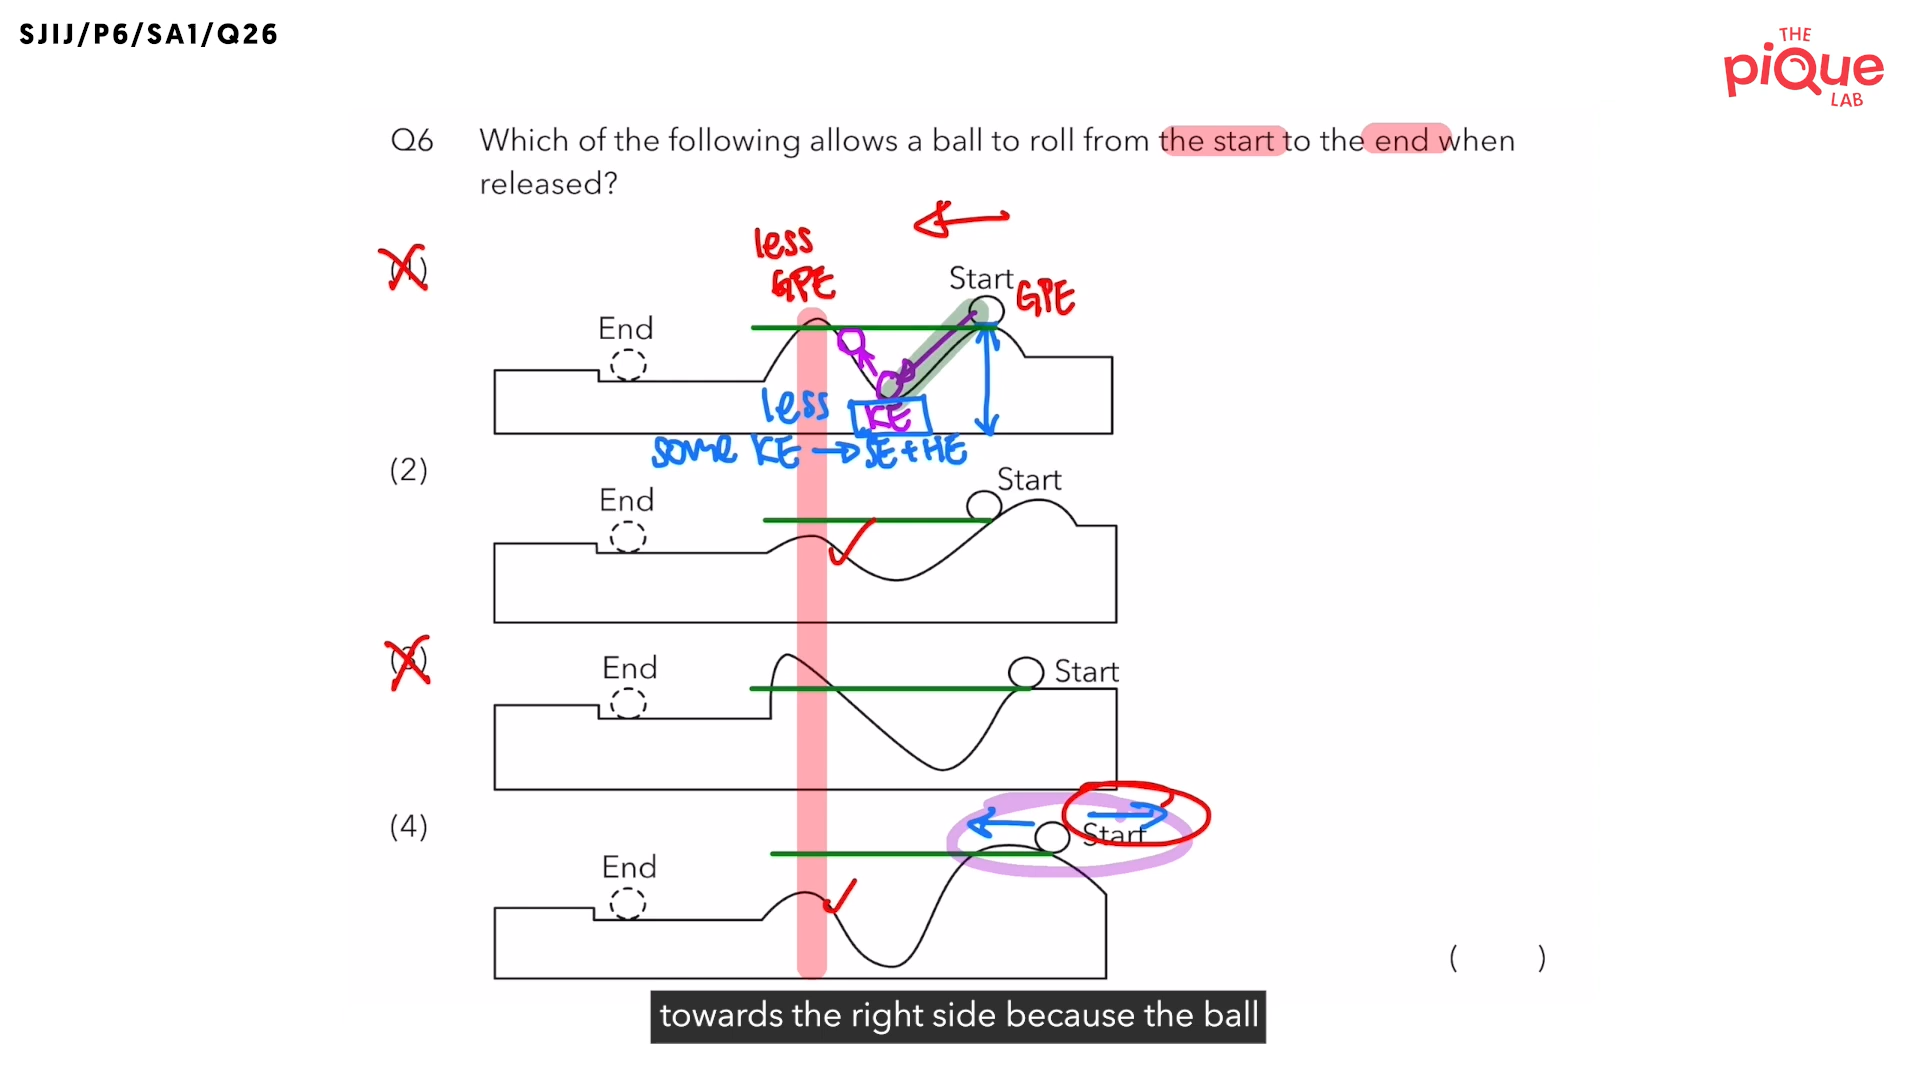 SJIJ/P6/SA1/Q26
THE
piQue
LAB
Q6 Which of the following allows a ball to roll from the start to the end when
released?
less
GPE
(1)
Start
GPE
End
less
KE
some KE → SE + HE
(2)
Start
End
(3)
End
Start
(4)
Start
End
( )
towards the right side because the ball